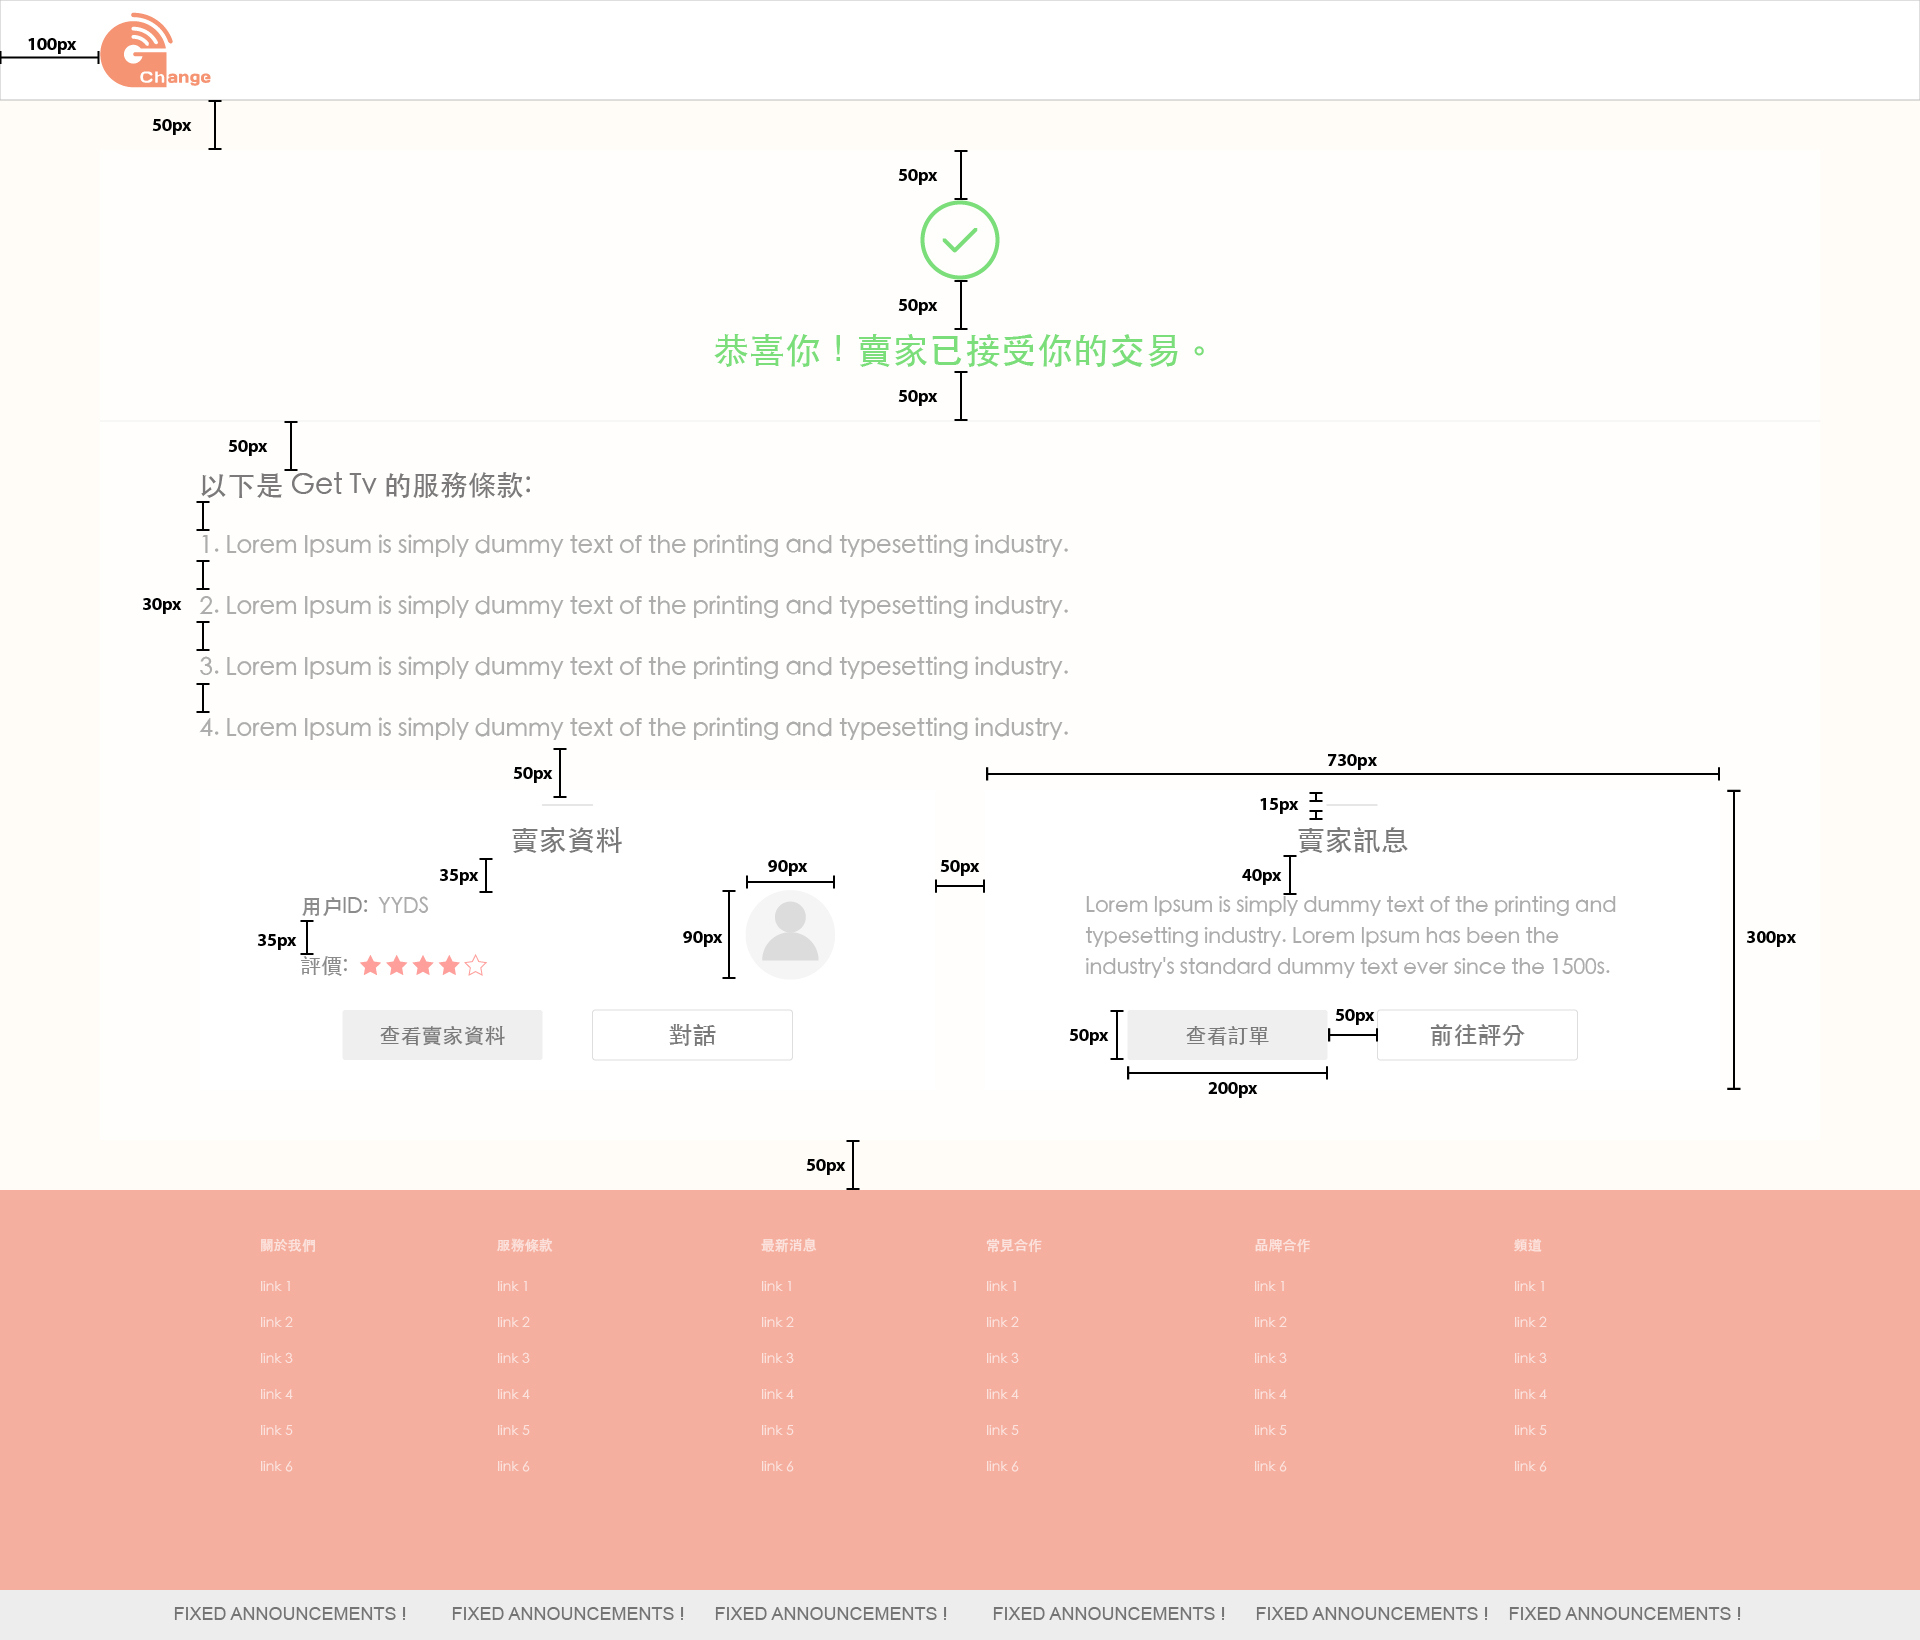 100px
Change
50px
50px
50px
恭喜你！賣家已接受你的交易。
50px
50px
以下是 Get Tv 的服務條款:
1. Lorem Ipsum is simply dummy text of the printing and typesetting industry.
30px
2. Lorem Ipsum is simply dummy text of the printing and typesetting industry.
3. Lorem Ipsum is simply dummy text of the printing and typesetting industry.
4. Lorem Ipsum is simply dummy text of the printing and typesetting industry.
50px
730px
賣家資料
35px
90px
50px
用户ID: YYDS
35px
90px
評價:
查看賣家資料
對話
15px
賣家訊息
40px
Lorem Ipsum is simply dummy text of the printing and
typesetting industry. Lorem Ipsum has been the
industry's standard dummy text ever since the 1500s.
300px
50px
查看訂單
50px
前往評分
200px
50px
關於我們
link 1
link 2
link 3
link 4
link 5
link 6
服務條款
link 1
link 2
link 3
link 4
link 5
link 6
最新消息
link 1
link 2
link 3
link 4
link 5
link 6
常見合作
link 1
link 2
link 3
link 4
link 5
link 6
品牌合作
link 1
link 2
link 3
link 4
link 5
link 6
頻道
link 1
link 2
link 3
link 4
link 5
link 6
FIXED ANNOUNCEMENTS ! FIXED ANNOUNCEMENTS ! FIXED ANNOUNCEMENTS ! FIXED ANNOUNCEMENTS ! FIXED ANNOUNCEMENTS ! FIXED ANNOUNCEMENTS !